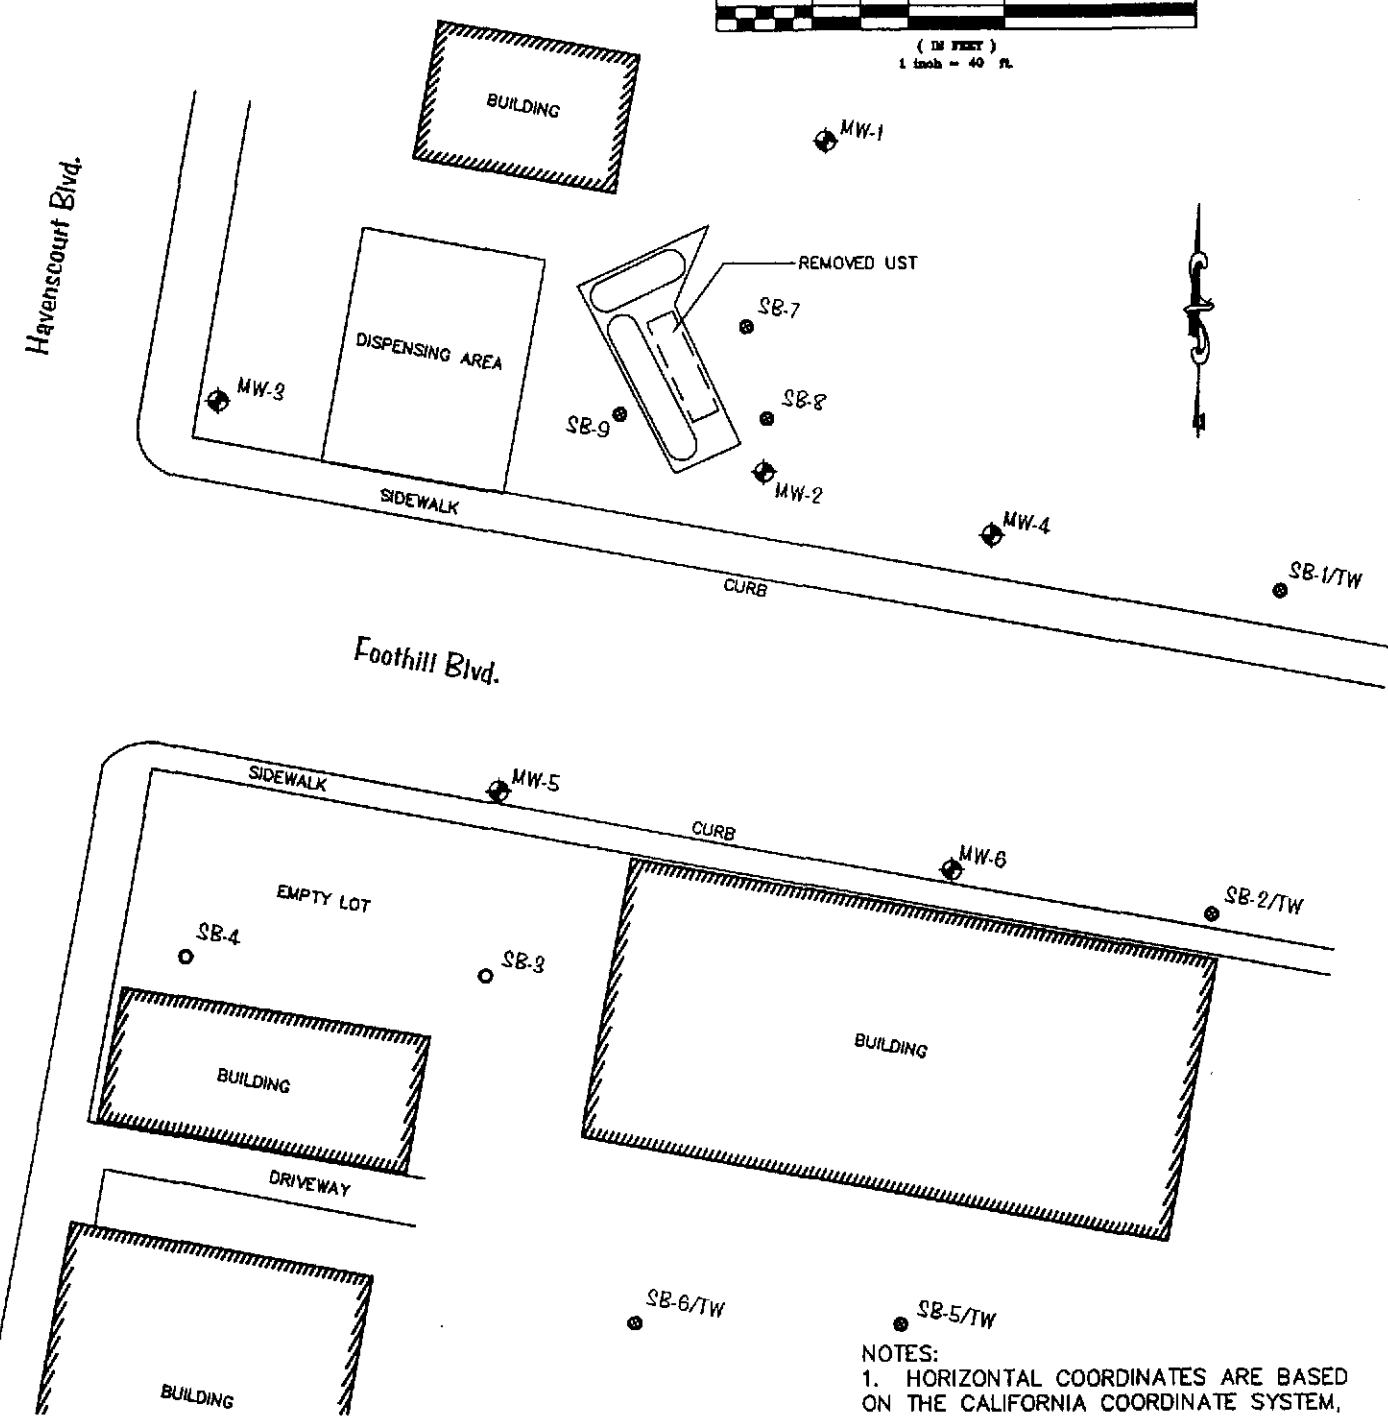 ( IN FEET )
1 inch = 40 ft.
BUILDING
MW-1
Havenscourt Blvd.
REMOVED UST
SB-7
DISPENSING AREA
MW-3
SB-8
SB-9
MW-2
SIDEWALK
MW-4
CURB
SB-1/TW
Foothill Blvd.
SIDEWALK
MW-5
CURB
MW-6
EMPTY LOT
SB-2/TW
SB-4
SB-3
BUILDING
BUILDING
DRIVEWAY
SB-6/TW
SB-5/TW
NOTES:
1. HORIZONTAL COORDINATES ARE BASED
ON THE CALIFORNIA COORDINATE SYSTEM,
BUILDING